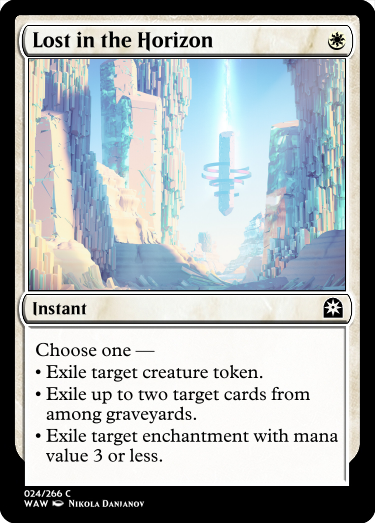 Lost in the Horizon
Instant
Choose one —
• Exile target creature token.
• Exile up to two target cards from
among graveyards.
• Exile target enchantment with mana
value 3 or less.
024/266 C
WAW Nikola Danjanov